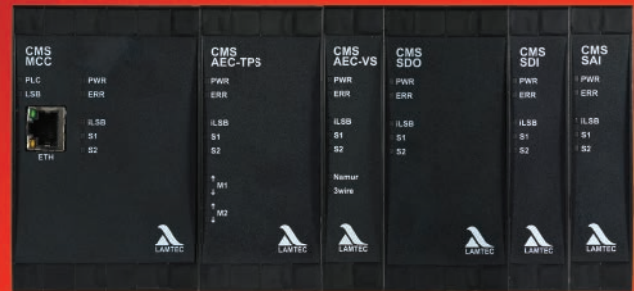 CMS
MCC
PLC PWR
LSB ERR
iLSB
S1
S2
ETH
LAMTEC
CMS
AEC-TPS
PWR
ERR
iLSB
S1
S2
M1
M2
LAMTEC
CMS
AEC-VS
PWR
ERR
iLSB
S1
S2
Namur
3wire
LAMTEC
CMS
SDO
PWR
ERR
iLSB
S1
S2
LAMTEC
CMS
SDI
PWR
ERR
iLSB
S1
S2
LAMTEC
CMS
SAI
PWR
ERR
iLSB
S1
S2
LAMTEC